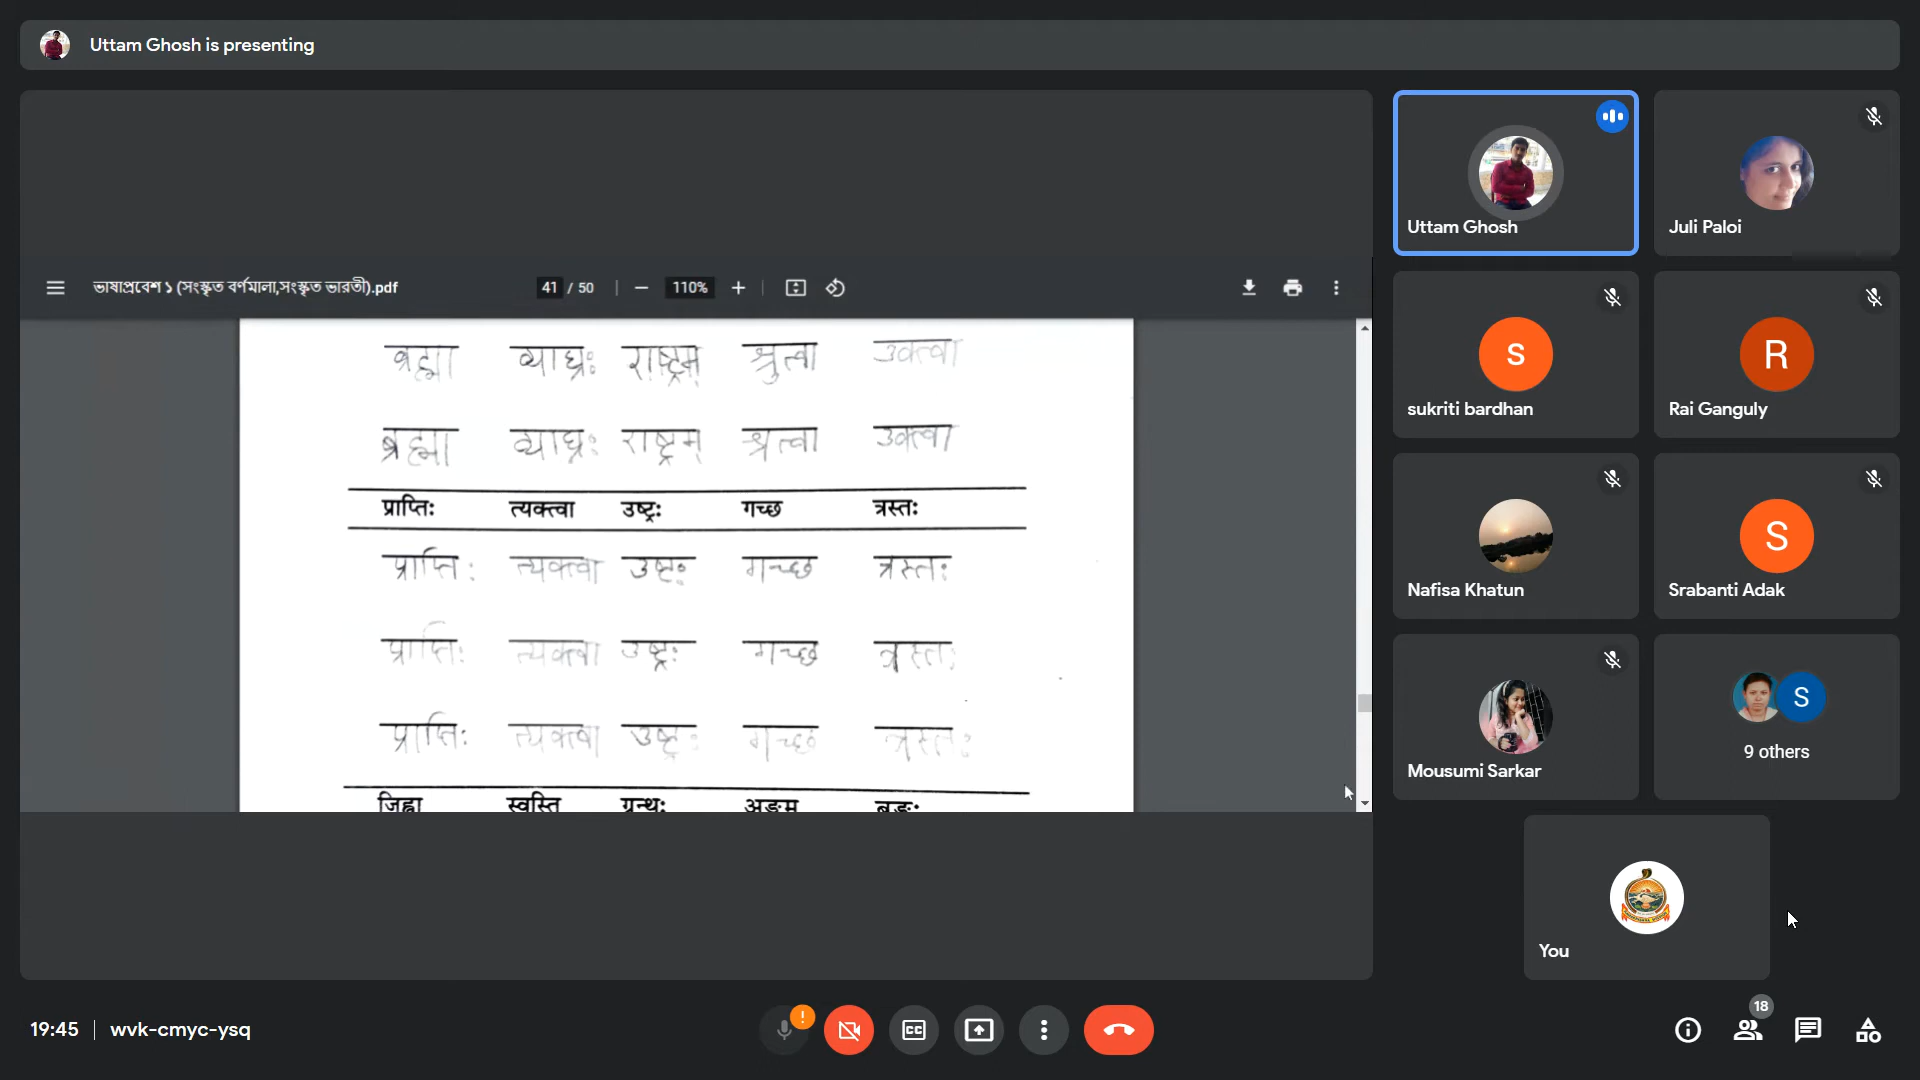 Uttam Ghosh is presenting
ভাষাপ্রবেশ ১ (সংস্কৃত বর্ণমালা,সংস্কৃত ভারতী).pdf 41 / 50 110%
ब्रह्मा व्याघ्रः राष्ट्रम् श्रुत्वा उक्त्वा
ब्रह्मा व्याघ्रः राष्ट्रम् श्रत्वा उक्त्वा
प्राप्तिः त्यक्त्वा उष्ट्रः गच्छ त्रस्तः
प्राप्तिः त्यक्त्वा उष्ट्रः गच्छ त्रस्तः
प्राप्तिः त्यक्त्वा उष्ट्रः गच्छ त्रस्तः
प्राप्तिः त्यक्त्वा उष्ट्रः गच्छ त्रस्तः
जिह्वा स्वस्ति ग्रन्थः
Uttam Ghosh
Juli Paloi
s
sukriti bardhan
R
Rai Ganguly
Nafisa Khatun
S
Srabanti Adak
Mousumi Sarkar
S
9 others
You
19:45 wvk-cmyc-ysq
CC
18